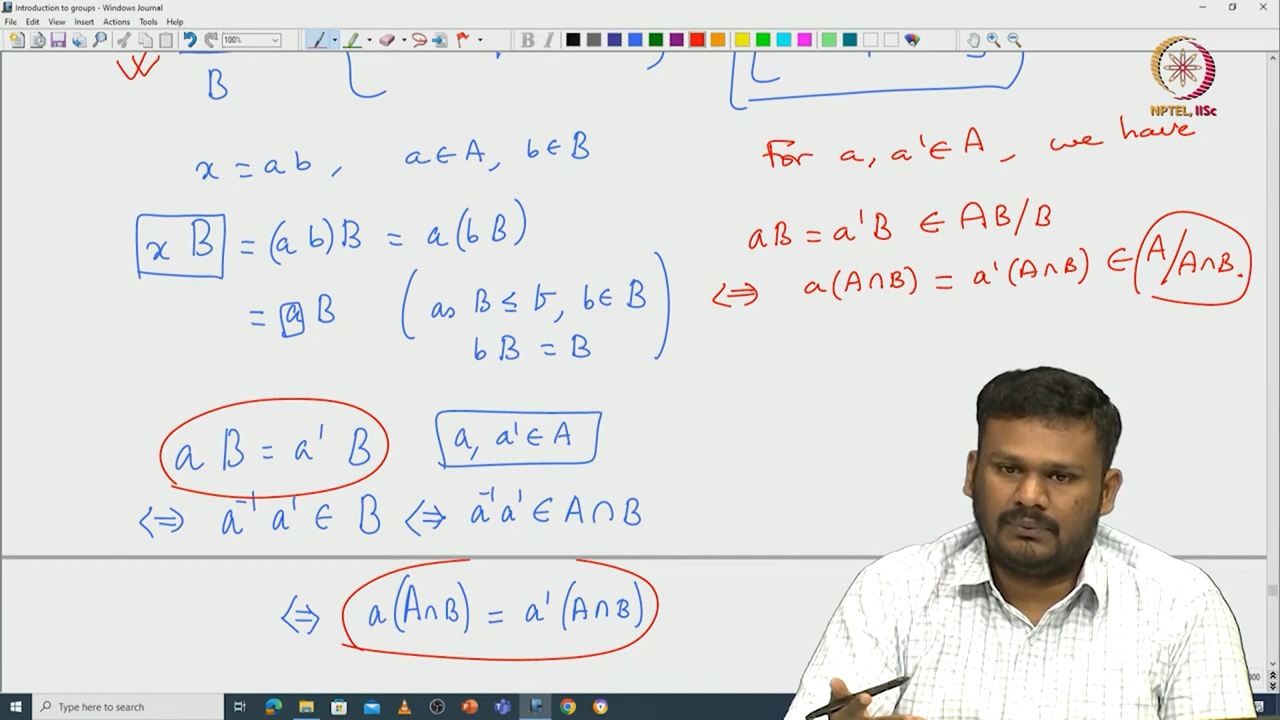 Introduction to groups - Windows Journal
File Edit View Insert Actions Tools Help
100%
B I
NPTEL, IISc
B
x = ab, a ∈ A, b ∈ B
x B = (ab)B = a(bB)
= aB (as B ≤ G, b ∈ B
bB = B)
aB = a'B a, a' ∈ A
⇔ a⁻¹a' ∈ B ⇔ a⁻¹a' ∈ A∩B
⇔ a(A∩B) = a'(A∩B)
For a, a' ∈ A, we have
aB = a'B ∈ AB/B
⇔ a(A∩B) = a'(A∩B) ∈ A/A∩B.
Type here to search